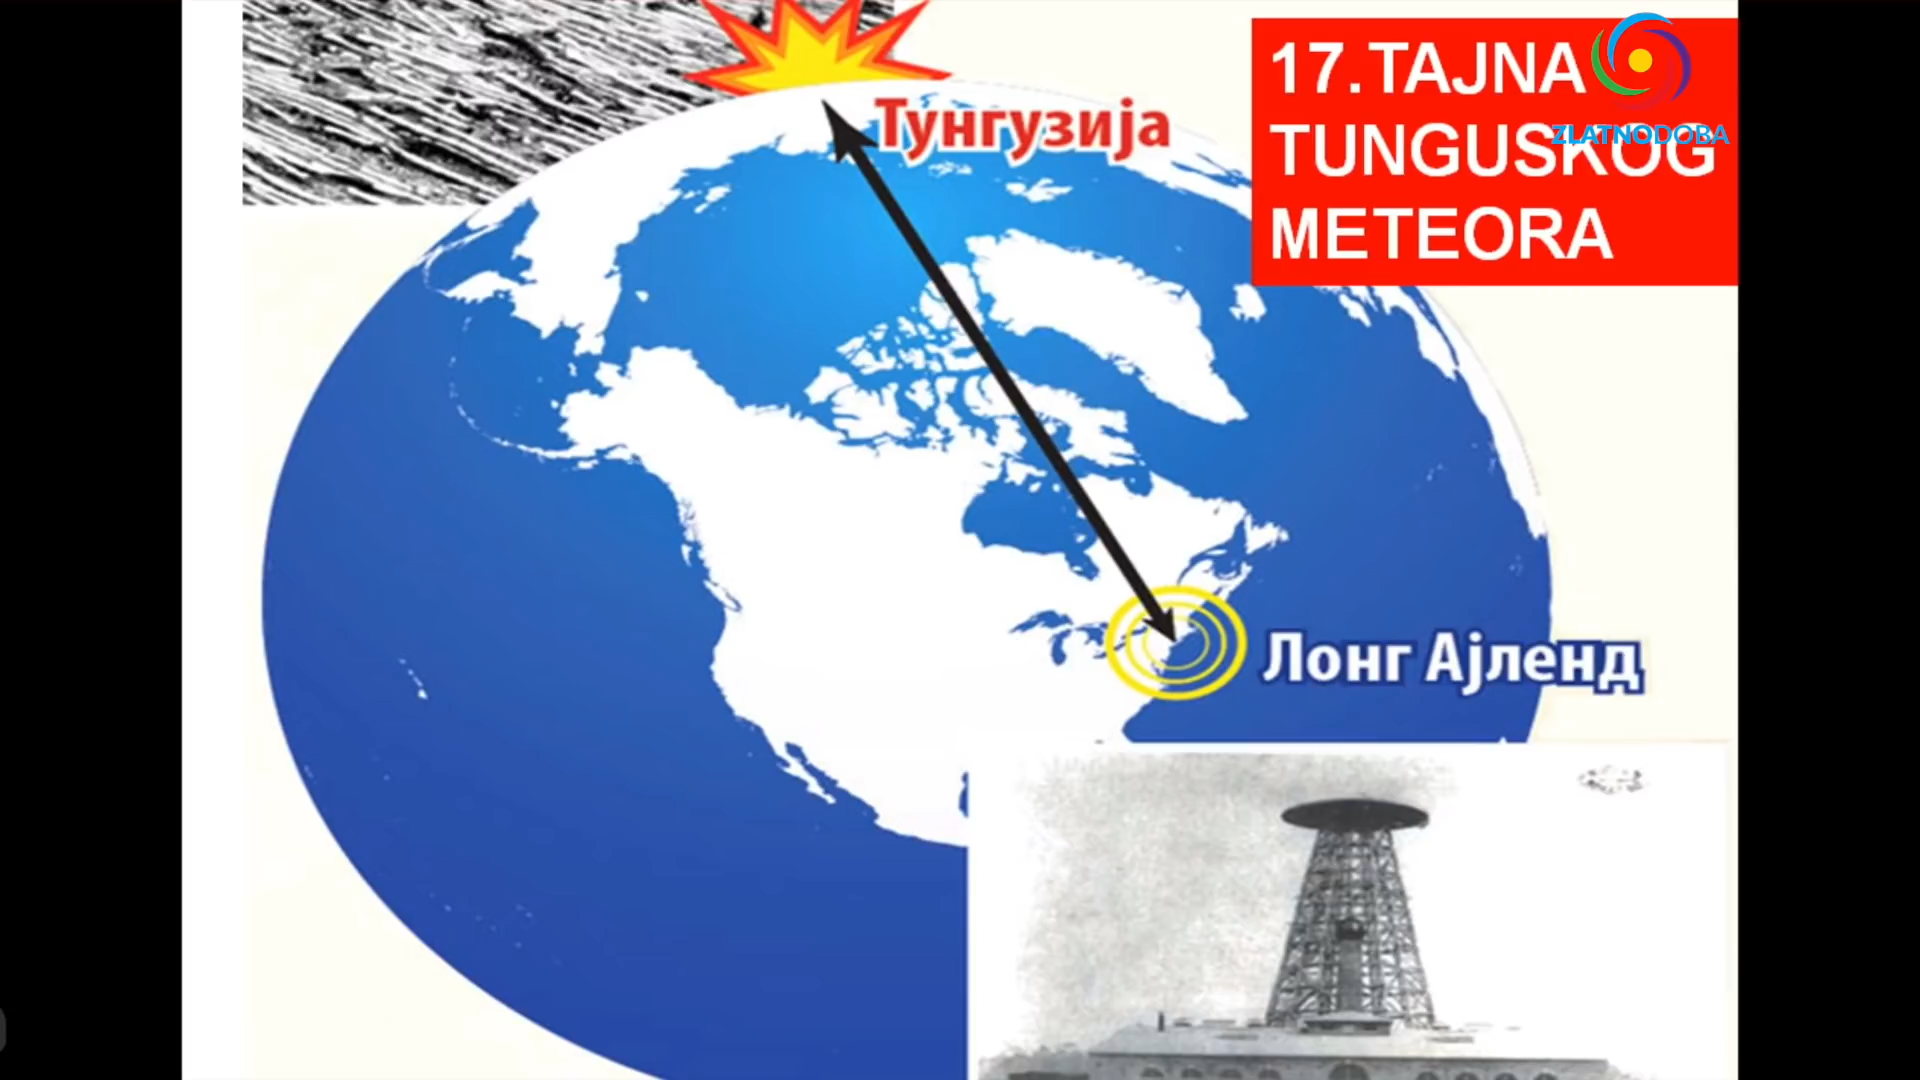 17.TAJNA
TUNGUSKOG
METEORA
ZLATNODOBA
Тунгузија
Лонг Ајленд